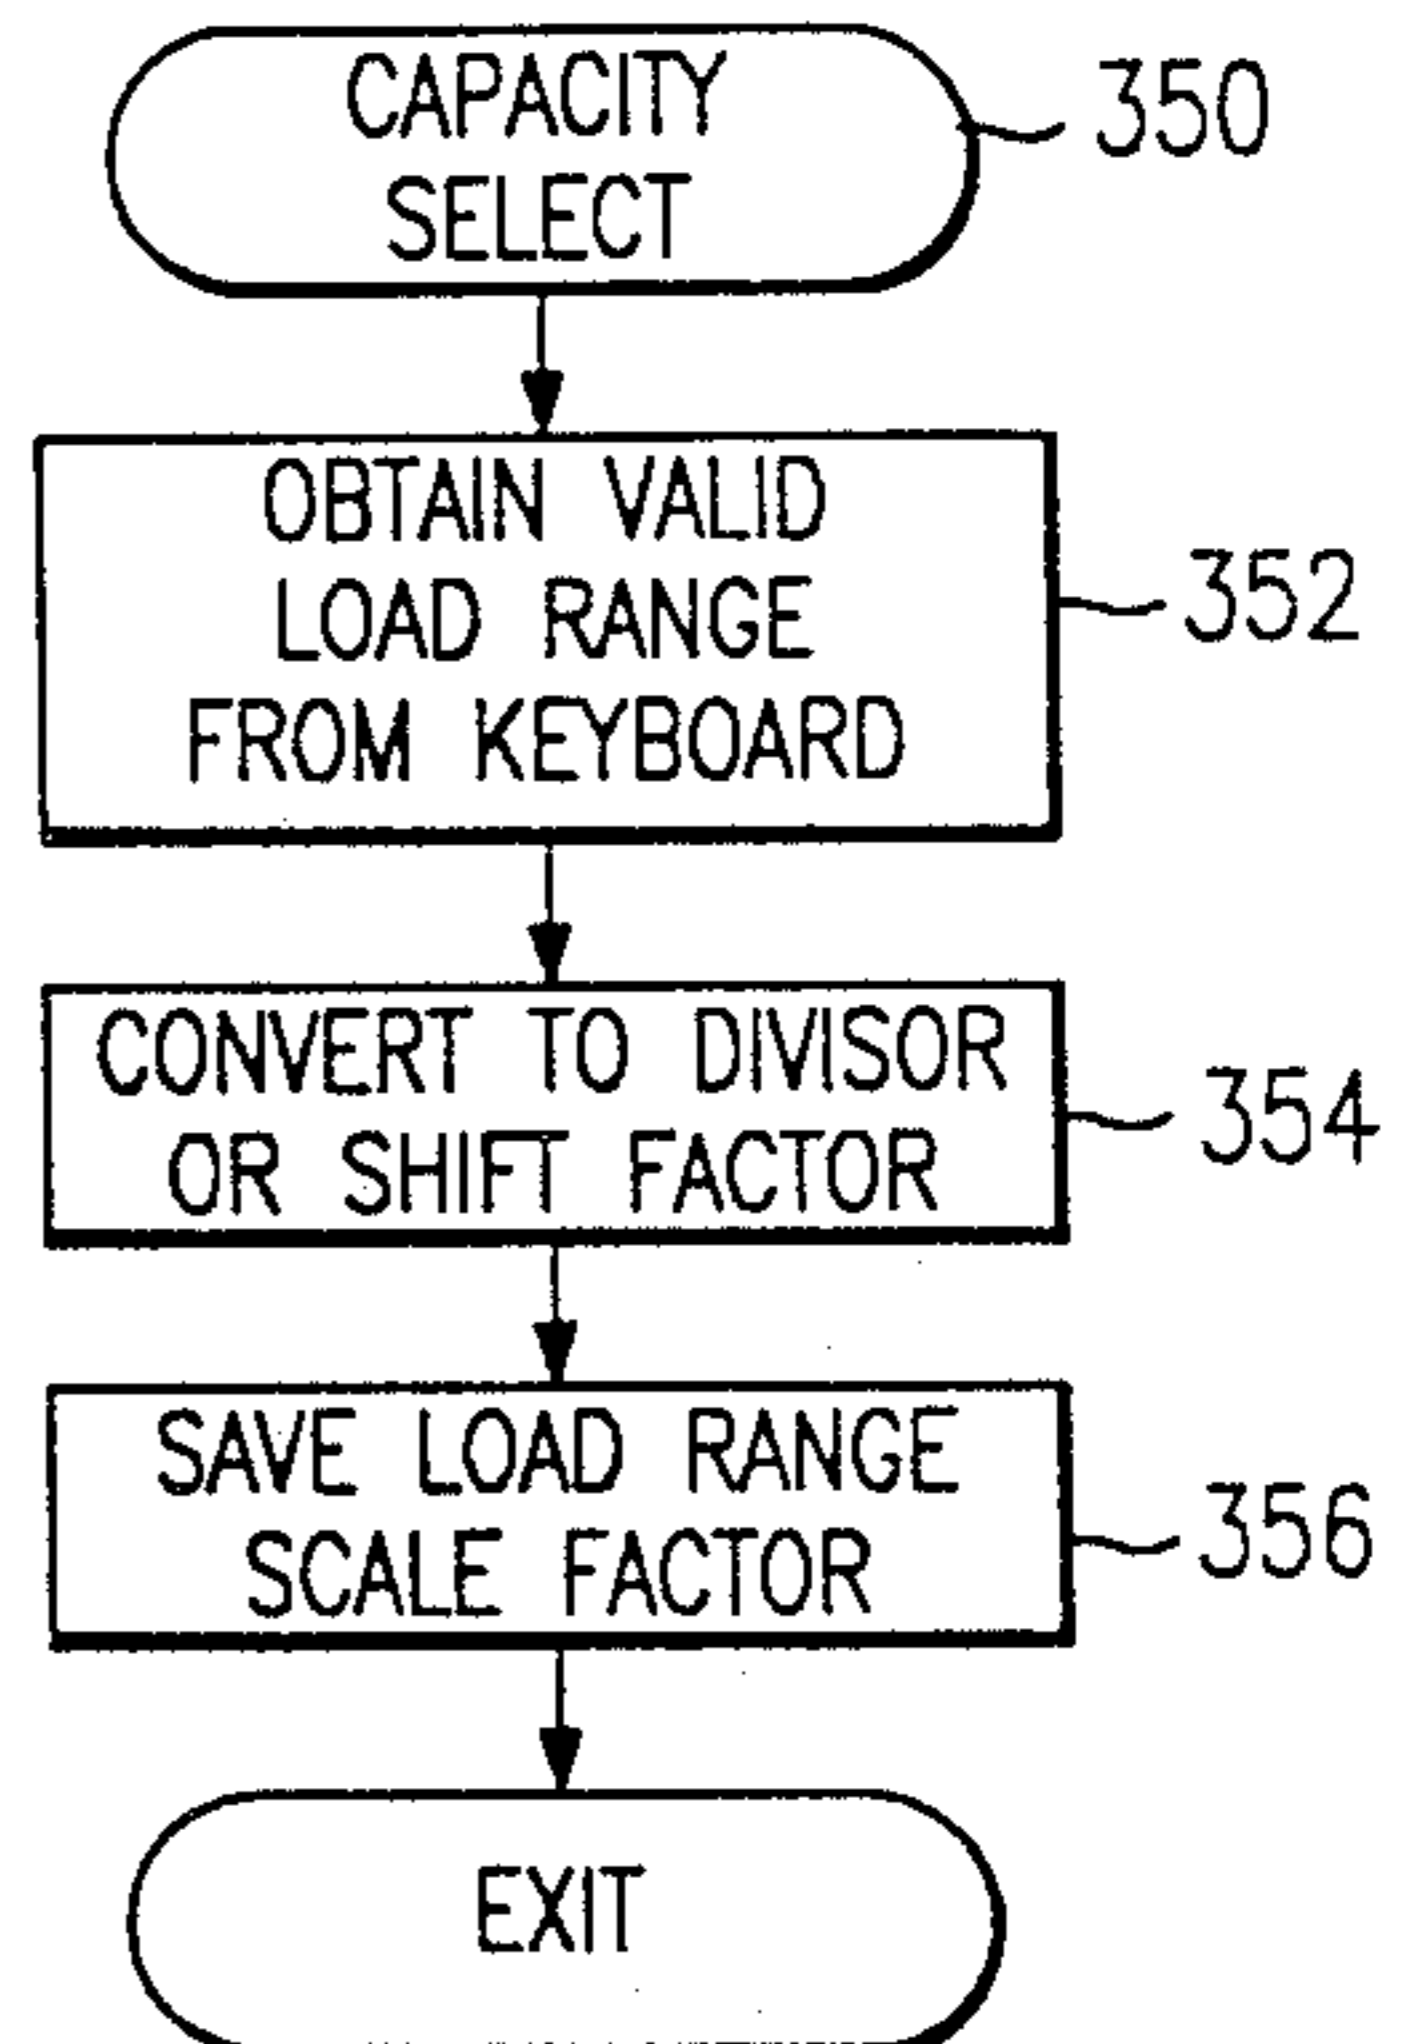 CAPACITY
SELECT
350
OBTAIN VALID
LOAD RANGE
FROM KEYBOARD
352
CONVERT TO DIVISOR
OR SHIFT FACTOR
354
SAVE LOAD RANGE
SCALE FACTOR
356
EXIT